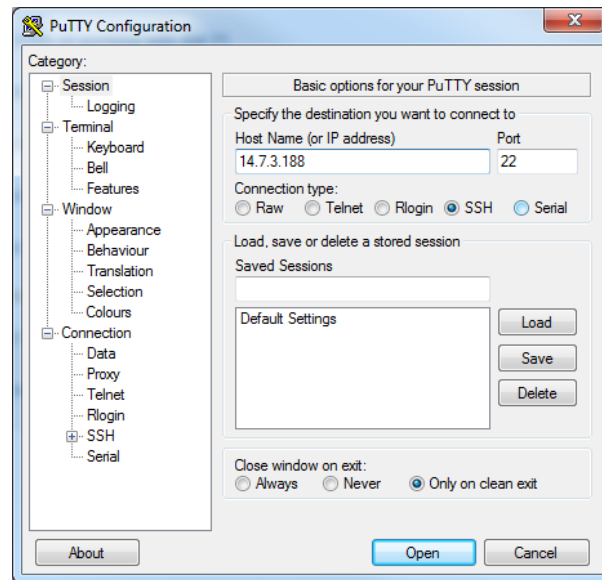 PuTTY Configuration
Category:
Session
Logging
Terminal
Keyboard
Bell
Features
Window
Appearance
Behaviour
Translation
Selection
Colours
Connection
Data
Proxy
Telnet
Rlogin
SSH
Serial
Basic options for your PuTTY session
Specify the destination you want to connect to
Host Name (or IP address) Port
14.7.3.188 22
Connection type:
Raw Telnet Rlogin SSH Serial
Load, save or delete a stored session
Saved Sessions
Default Settings
Load
Save
Delete
Close window on exit:
Always Never Only on clean exit
About Open Cancel